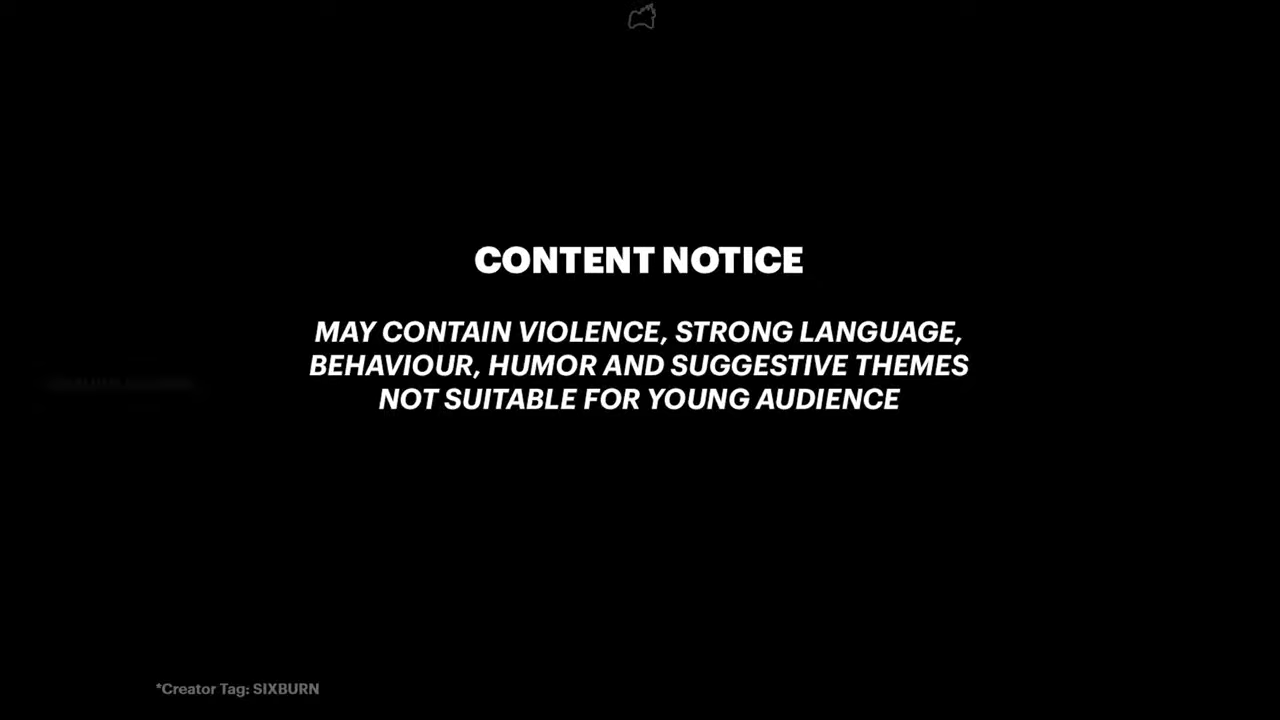 CONTENT NOTICE
MAY CONTAIN VIOLENCE, STRONG LANGUAGE,
BEHAVIOUR, HUMOR AND SUGGESTIVE THEMES
NOT SUITABLE FOR YOUNG AUDIENCE
*Creator Tag: SIXBURN